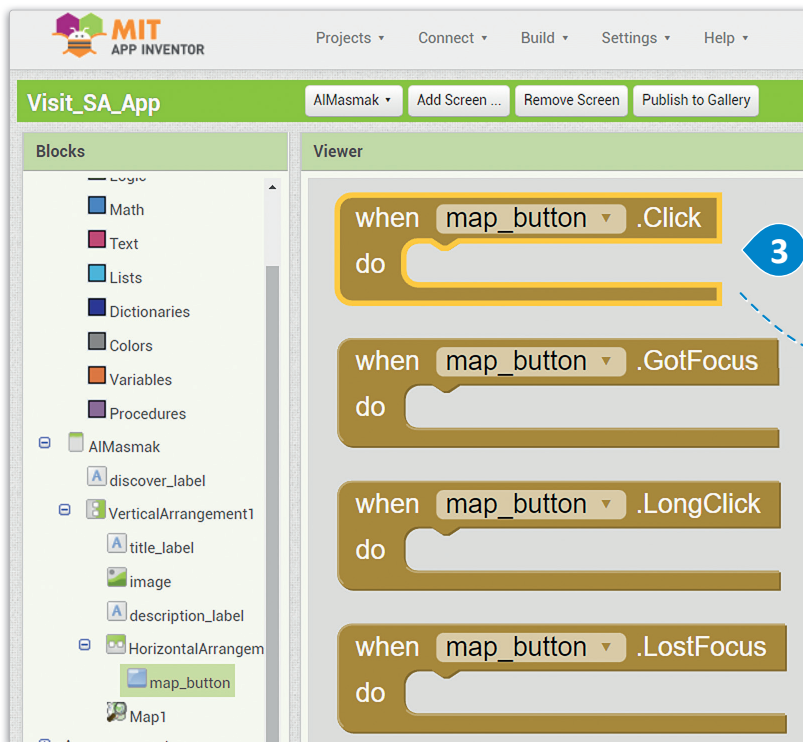 MIT
APP INVENTOR
Projects
Connect
Build
Settings
Help
Visit_SA_App
AlMasmak
Add Screen ...
Remove Screen
Publish to Gallery
Blocks
Viewer
Logic
Math
Text
Lists
Dictionaries
Colors
Variables
Procedures
AlMasmak
A discover_label
VerticalArrangement1
A title_label
image
A description_label
HorizontalArrangem
map_button
Map1
when map_button .Click
do
3
when map_button .GotFocus
do
when map_button .LongClick
do
when map_button .LostFocus
do